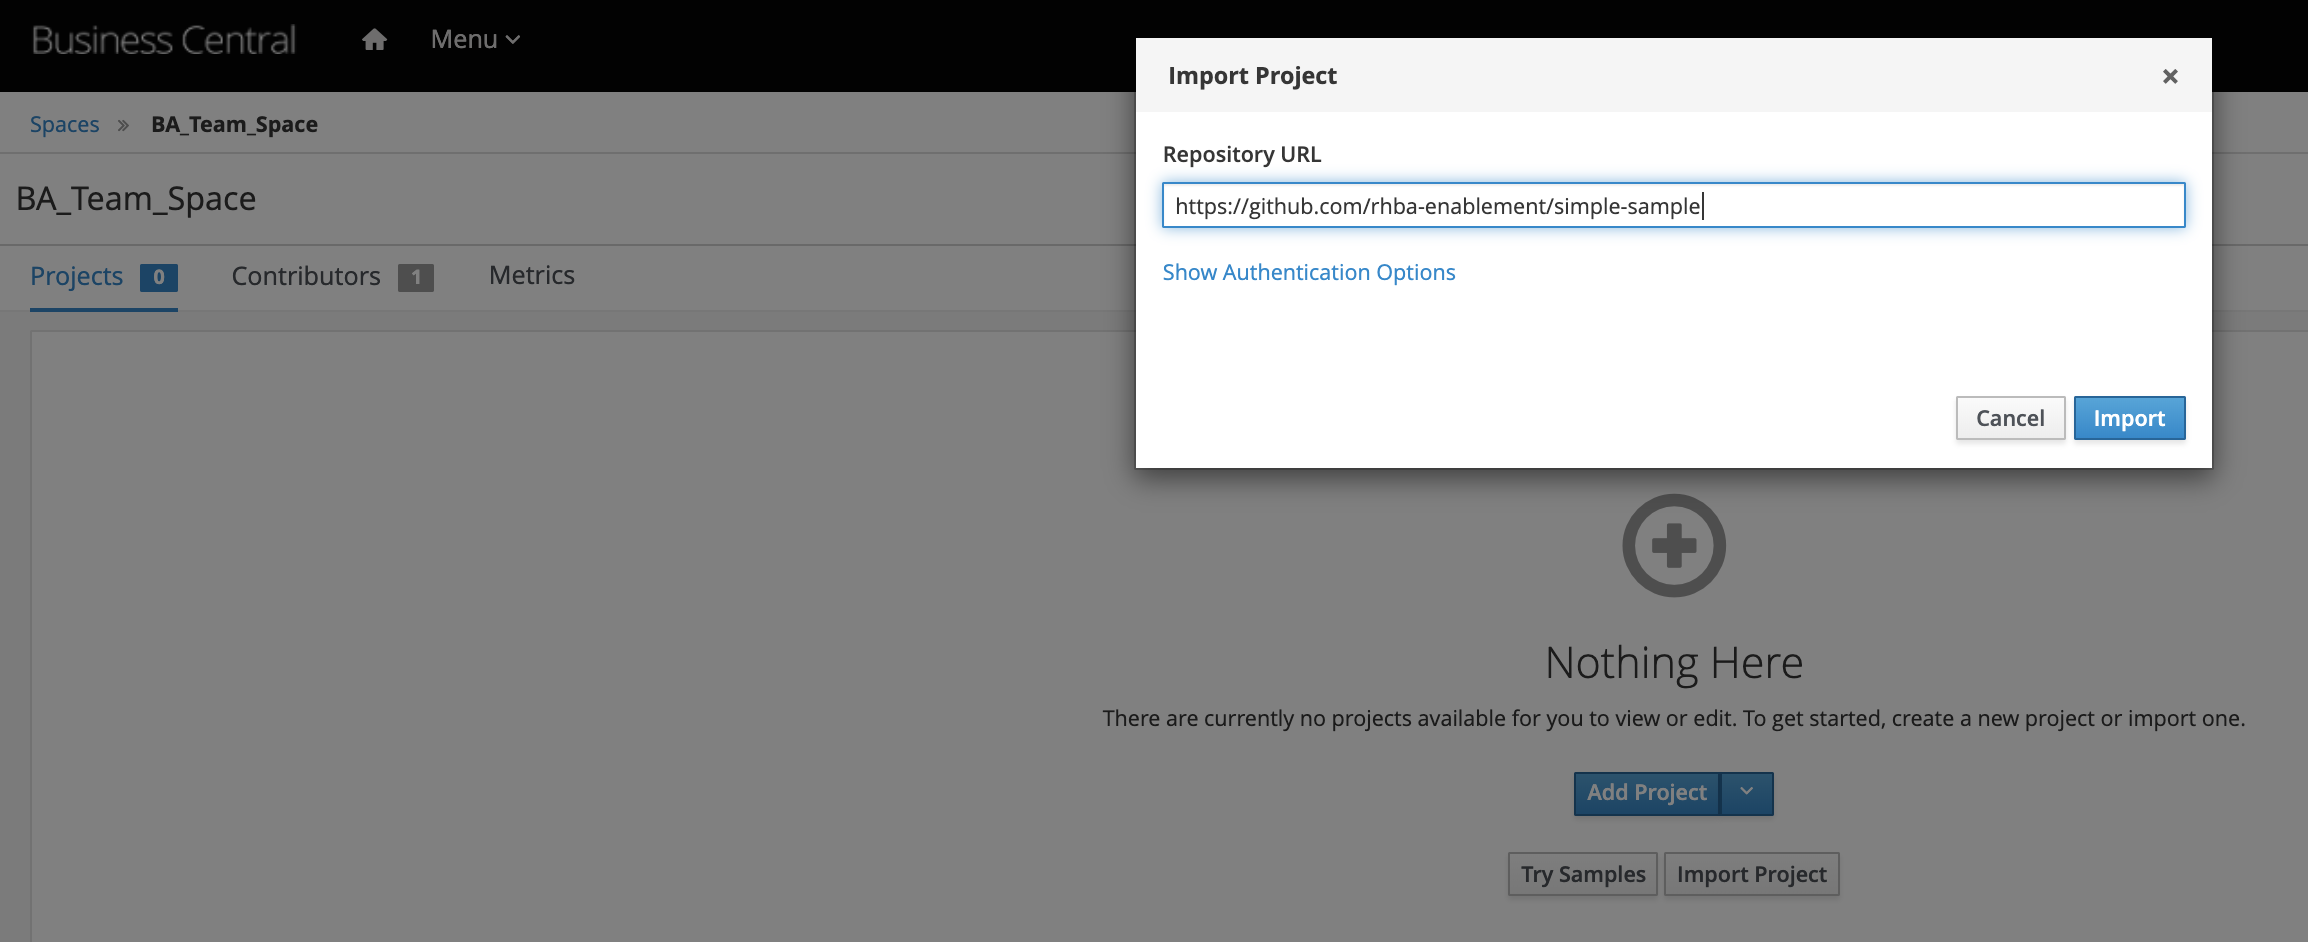 Business Central Menu
Import Project
Spaces » BA_Team_Space
Repository URL
BA_Team_Space
https://github.com/rhba-enablement/simple-sample
Show Authentication Options
Projects 0 Contributors 1 Metrics
Cancel Import
Nothing Here
There are currently no projects available for you to view or edit. To get started, create a new project or import one.
Add Project
Try Samples Import Project